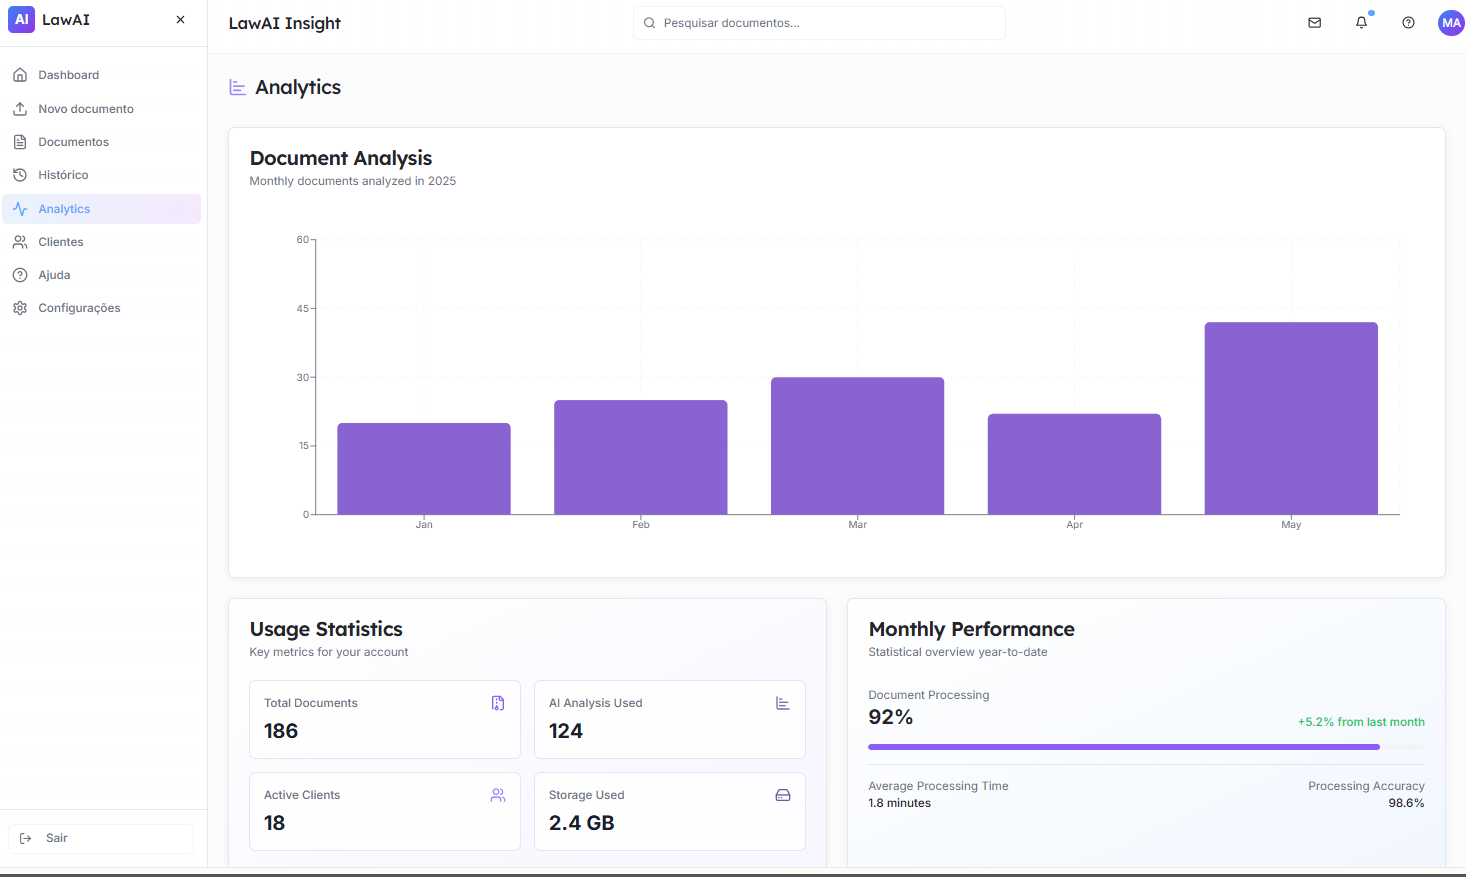 AI LawAI
Dashboard
Novo documento
Documentos
Histórico
Analytics
Clientes
Ajuda
Configurações
Sair
LawAI Insight
Pesquisar documentos...
MA
Analytics
Document Analysis
Monthly documents analyzed in 2025
60
45
30
15
0
Jan Feb Mar Apr May
Usage Statistics
Key metrics for your account
Total Documents
186
AI Analysis Used
124
Active Clients
18
Storage Used
2.4 GB
Monthly Performance
Statistical overview year-to-date
Document Processing
92%
+5.2% from last month
Average Processing Time
1.8 minutes
Processing Accuracy
98.6%